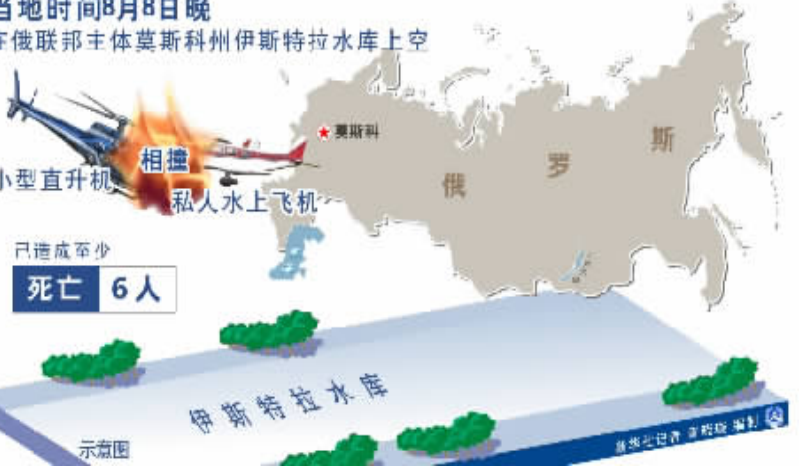 当地时间8月8日晚
在俄联邦主体莫斯科州伊斯特拉水库上空
莫斯科
俄罗斯
相撞
小型直升机
私人水上飞机
已造成至少
死亡 6人
伊斯特拉水库
示意图
新华社记者 编制